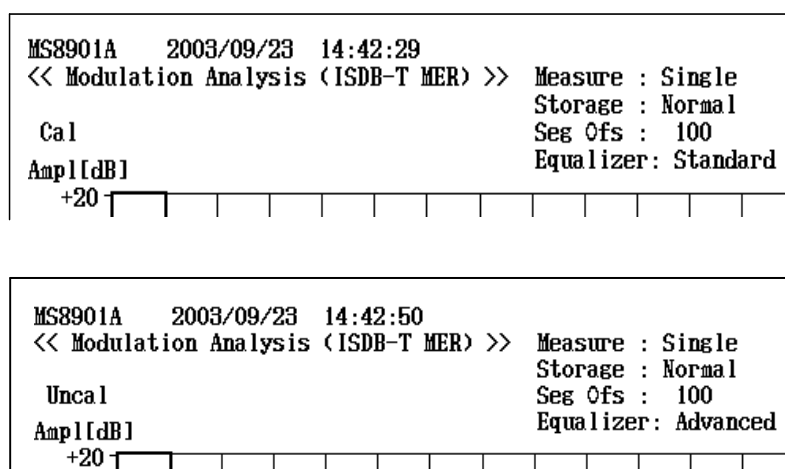 MS8901A 2003/09/23 14:42:29
<< Modulation Analysis (ISDB-T MER) >> Measure : Single
Storage : Normal
Cal Seg Ofs : 100
Equalizer: Standard
Ampl[dB]
+20
MS8901A 2003/09/23 14:42:50
<< Modulation Analysis (ISDB-T MER) >> Measure : Single
Storage : Normal
Uncal Seg Ofs : 100
Equalizer: Advanced
Ampl[dB]
+20